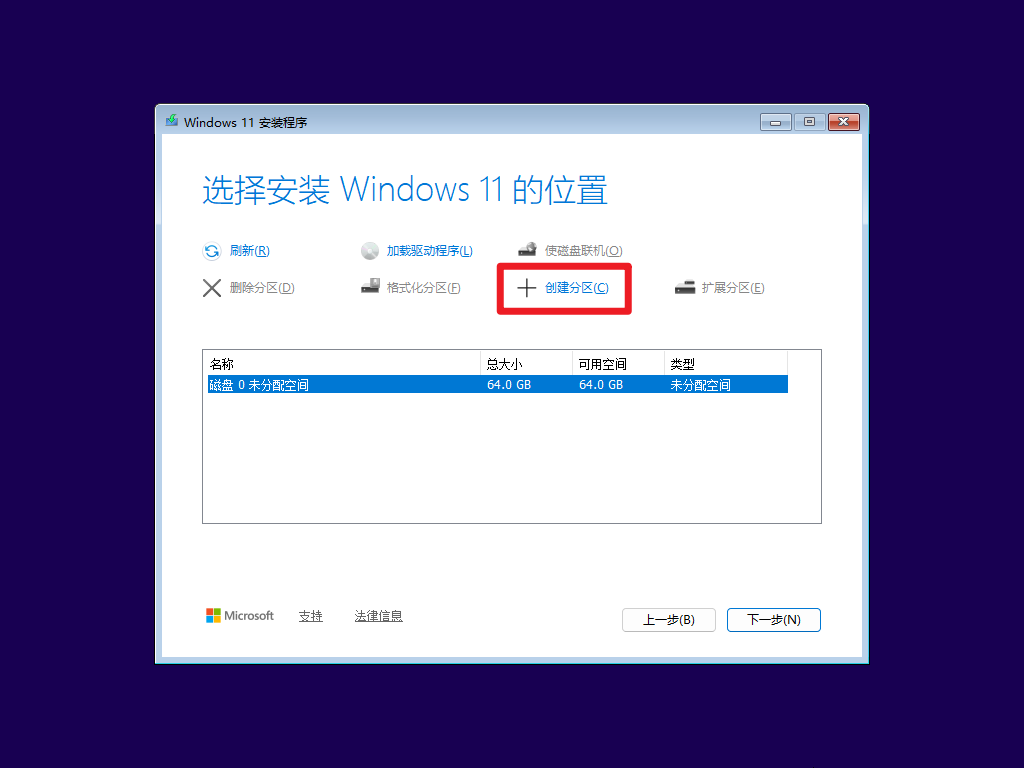 Windows 11 安装程序
选择安装 Windows 11 的位置
刷新(R) 加载驱动程序(L) 使磁盘联机(O)
删除分区(D) 格式化分区(F) 创建分区(C) 扩展分区(E)
名称 总大小 可用空间 类型
磁盘 0 未分配空间 64.0 GB 64.0 GB 未分配空间
Microsoft 支持 法律信息 上一步(B) 下一步(N)